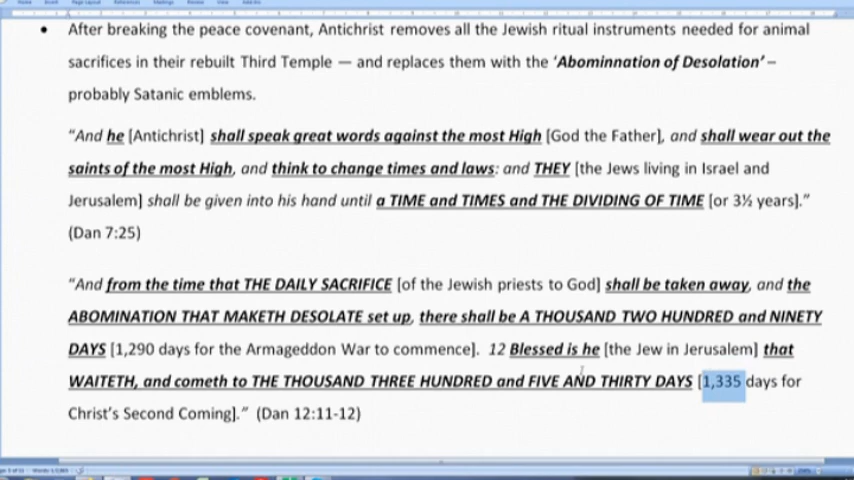 • After breaking the peace covenant, Antichrist removes all the Jewish ritual instruments needed for animal
sacrifices in their rebuilt Third Temple — and replaces them with the ‘Abominnation of Desolation’ –
probably Satanic emblems.
“And he [Antichrist] shall speak great words against the most High [God the Father], and shall wear out the
saints of the most High, and think to change times and laws: and THEY [the Jews living in Israel and
Jerusalem] shall be given into his hand until a TIME and TIMES and THE DIVIDING OF TIME [or 3½ years].”
(Dan 7:25)
“And from the time that THE DAILY SACRIFICE [of the Jewish priests to God] shall be taken away, and the
ABOMINATION THAT MAKETH DESOLATE set up, there shall be A THOUSAND TWO HUNDRED and NINETY
DAYS [1,290 days for the Armageddon War to commence]. 12 Blessed is he [the Jew in Jerusalem] that
WAITETH, and cometh to THE THOUSAND THREE HUNDRED and FIVE AND THIRTY DAYS [1,335 days for
Christ’s Second Coming].” (Dan 12:11-12)